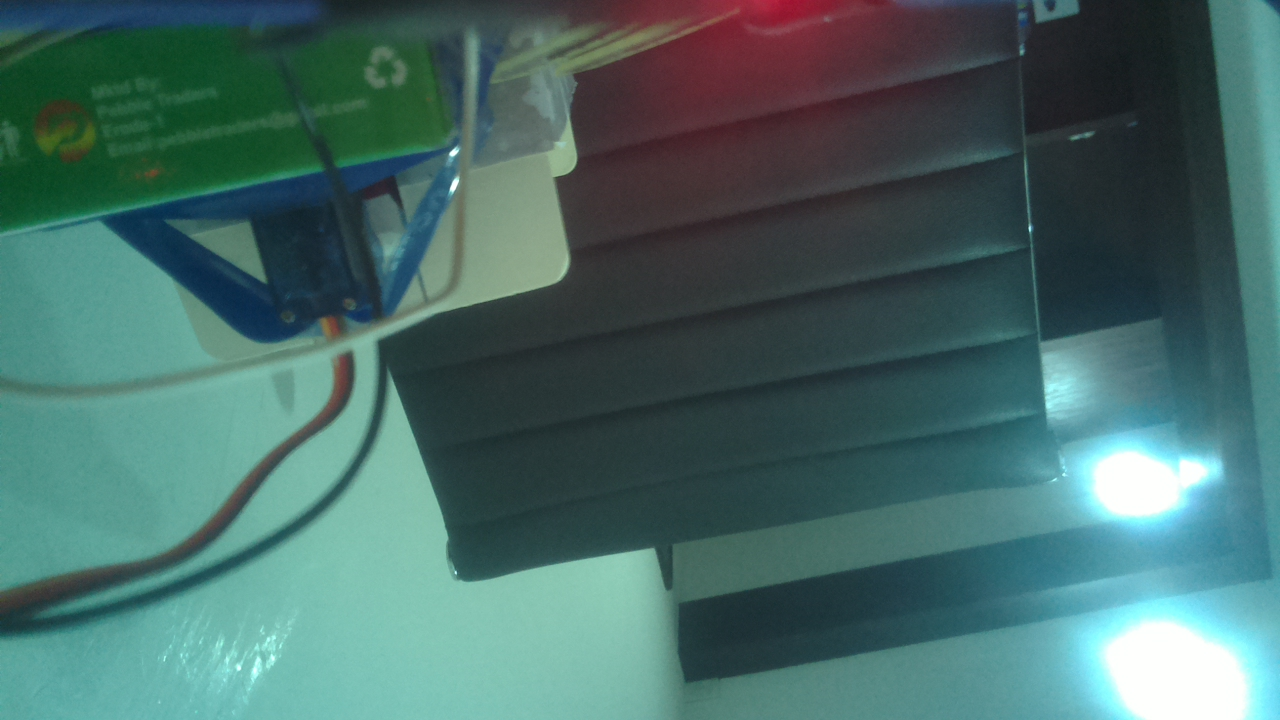 Mktd By:
Pebble Traders
Erode-1
Email:pebbletraders@gmail.com